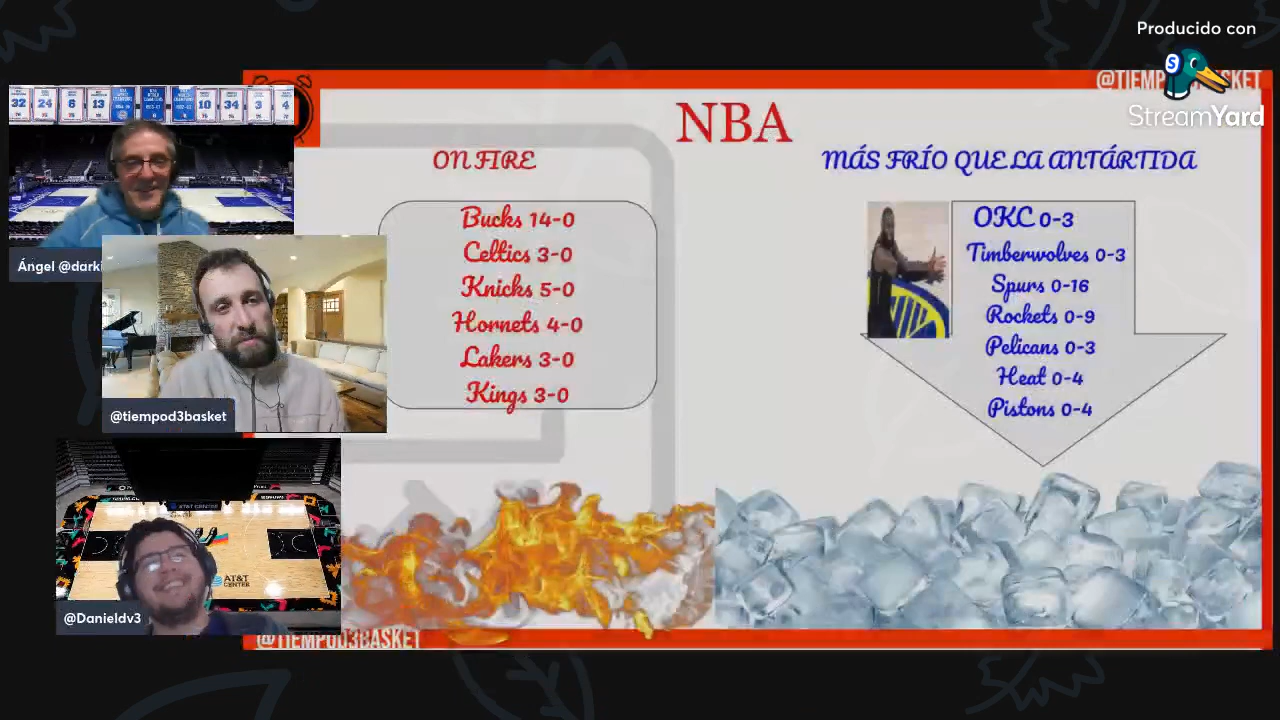 Producido con
StreamYard
@TIEMPOD3BASKET
NBA
ON FIRE
Bucks 14-0
Celtics 3-0
Knicks 5-0
Hornets 4-0
Lakers 3-0
Kings 3-0
MÁS FRÍO QUE LA ANTÁRTIDA
OKC 0-3
Timberwolves 0-3
Spurs 0-16
Rockets 0-9
Pelicans 0-3
Heat 0-4
Pistons 0-4
32 24 6 13 10 34 3 4
Ángel @darki
@tiempod3basket
AT&T CENTER
AT&T
CENTER
@Danieldv3
@TIEMPOD3BASKET